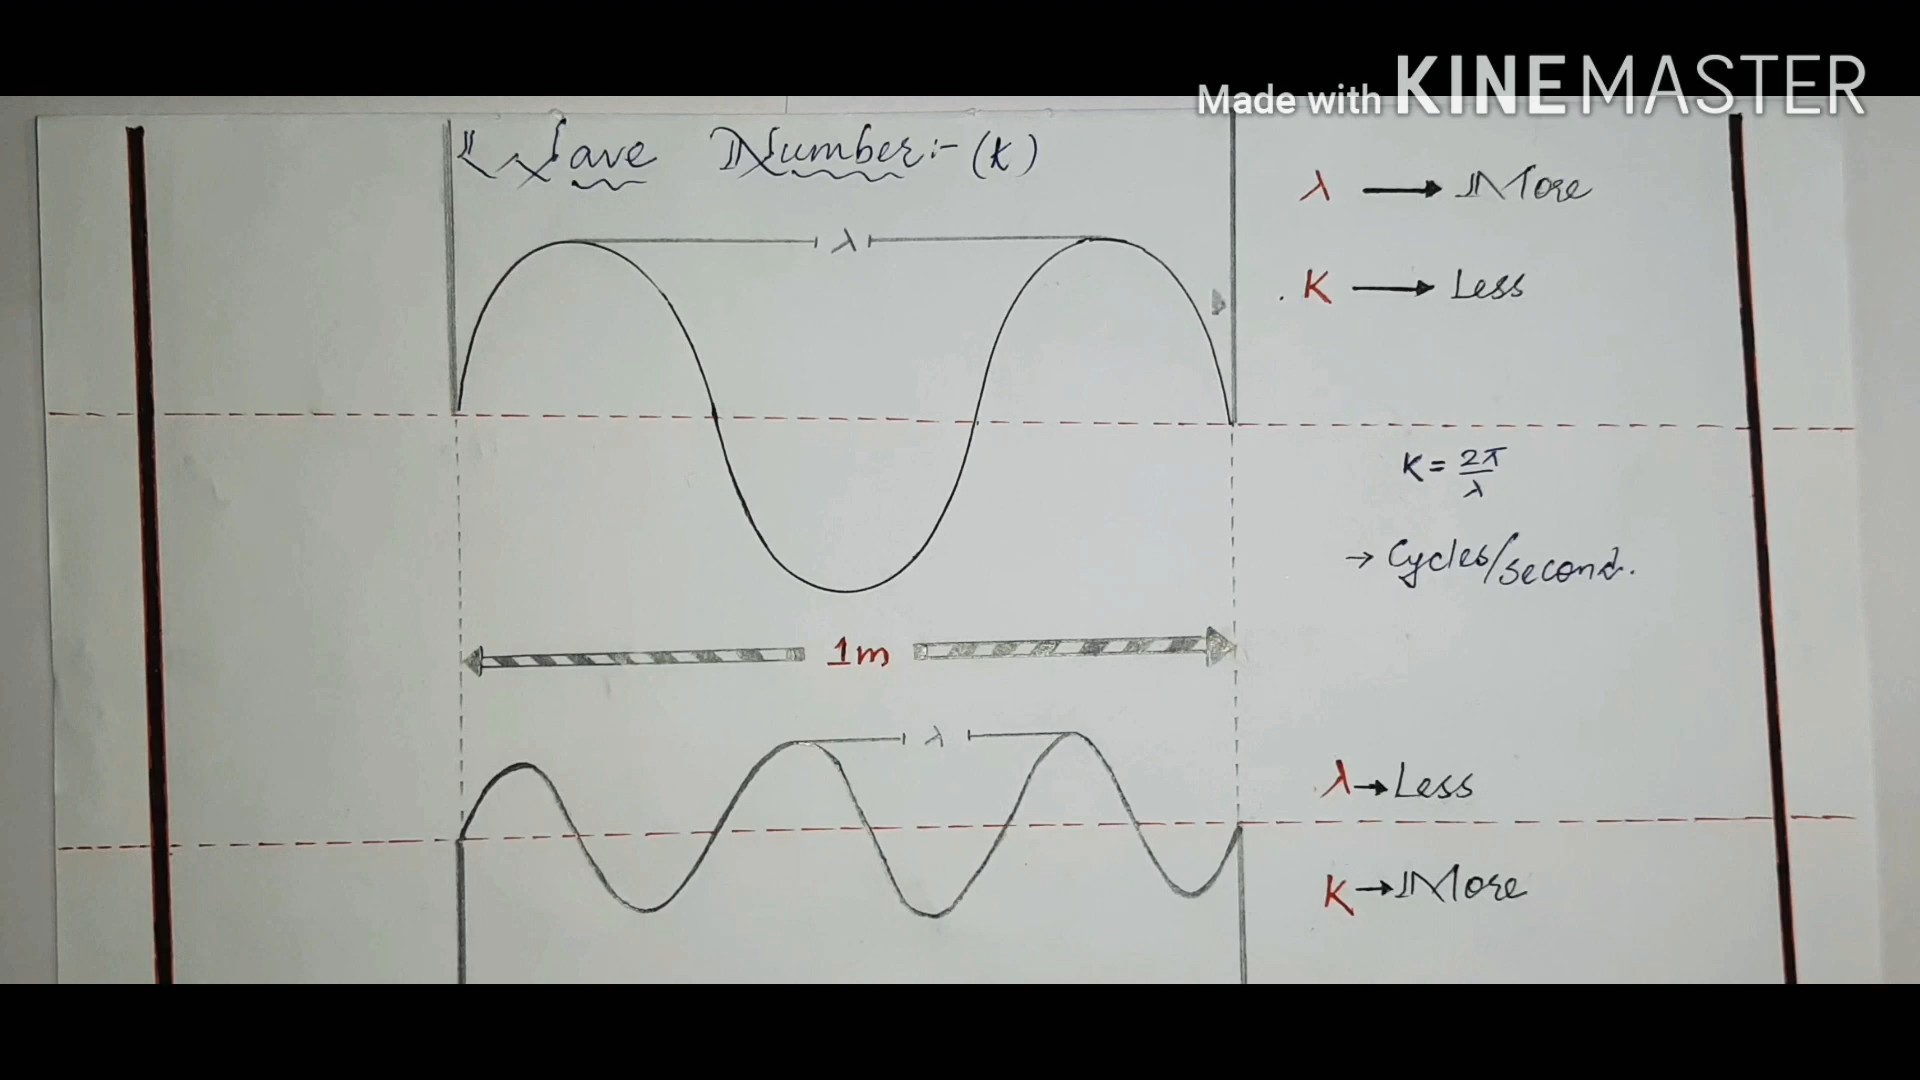 Made with KINEMASTER
Wave Number:- (K)
λ
λ → More
K → Less
K = 2π/λ
→ Cycles/second.
1m
λ
λ → Less
K → More